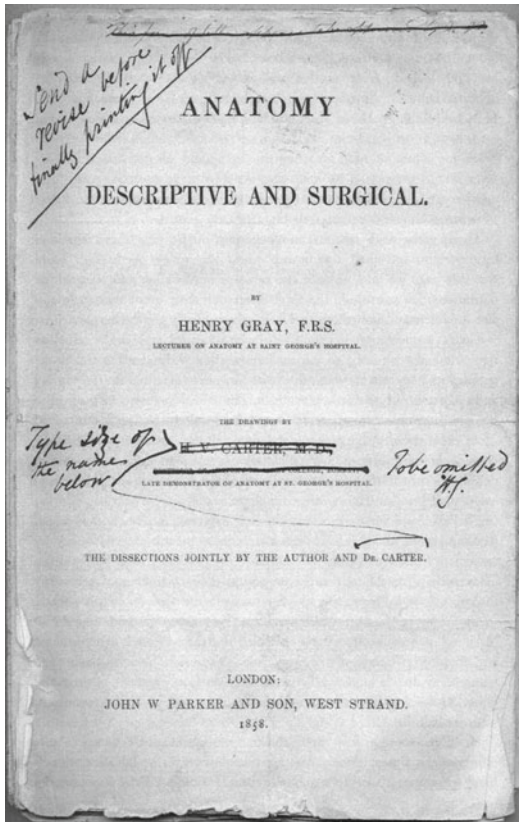 Send a
revise before
finally printing it off
ANATOMY
DESCRIPTIVE AND SURGICAL.
BY
HENRY GRAY, F.R.S.
LECTURER ON ANATOMY AT SAINT GEORGE'S HOSPITAL.
THE DRAWINGS BY
H. V. CARTER, M.D.,
LATE DEMONSTRATOR OF ANATOMY AT ST. GEORGE'S HOSPITAL.
Type size of
the name
below
To be omitted
H.G.
THE DISSECTIONS JOINTLY BY THE AUTHOR AND DR. CARTER.
LONDON:
JOHN W PARKER AND SON, WEST STRAND.
1858.